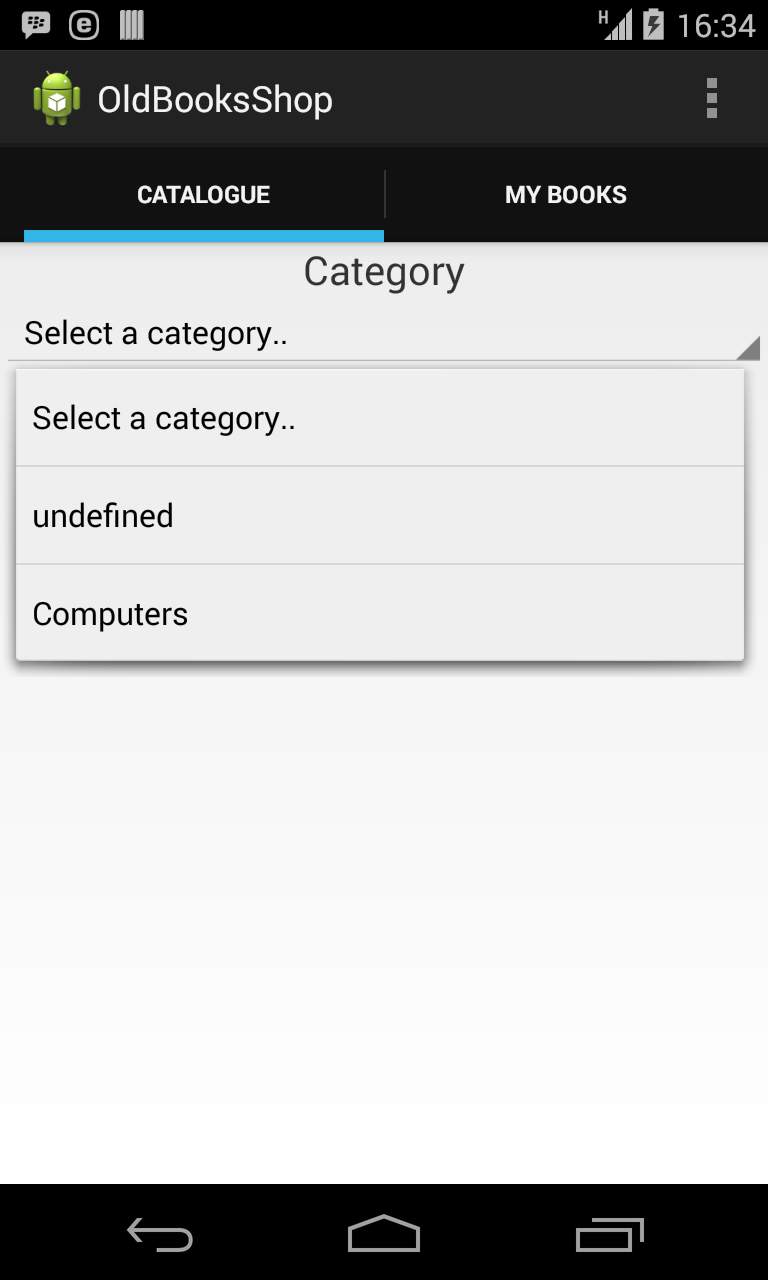 H 16:34
OldBooksShop
CATALOGUE MY BOOKS
Category
Select a category..
Select a category..
undefined
Computers